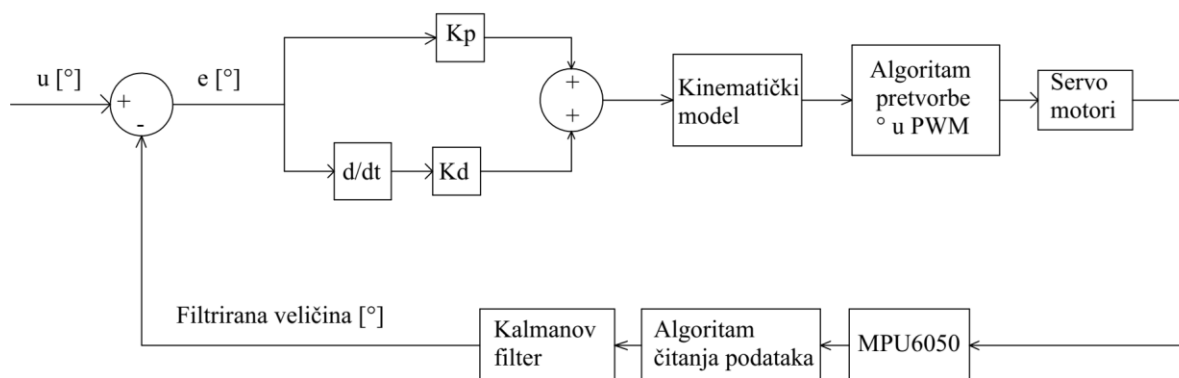 u [°]
+
-
e [°]
Kp
d/dt
Kd
+
+
Kinematički
model
Algoritam
pretvorbe
° u PWM
Servo
motori
Filtrirana veličina [°]
Kalmanov
filter
Algoritam
čitanja podataka
MPU6050